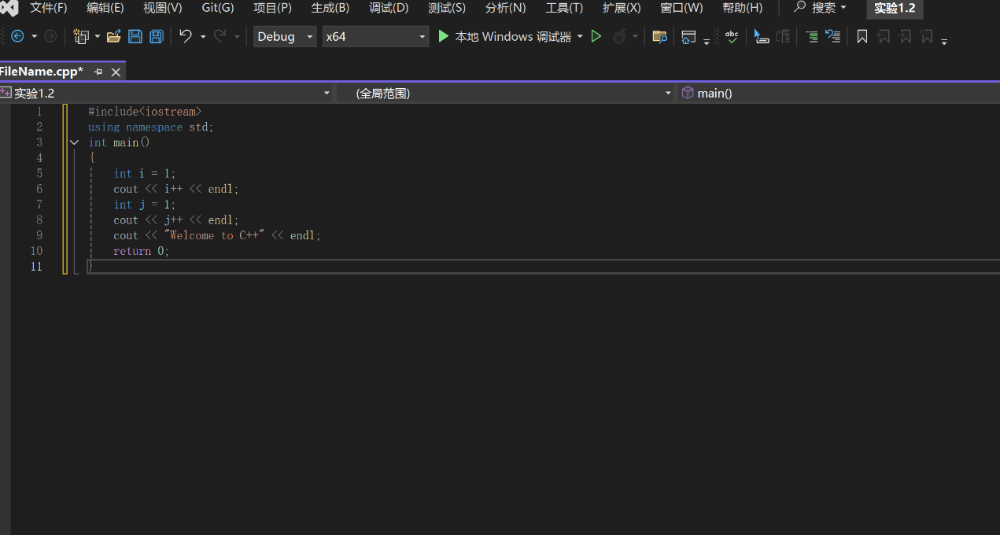 文件(F) 编辑(E) 视图(V) Git(G) 项目(P) 生成(B) 调试(D) 测试(S) 分析(N) 工具(T) 扩展(X) 窗口(W) 帮助(H) 搜索 实验1.2
Debug x64 本地 Windows 调试器 abc
FileName.cpp*
实验1.2 (全局范围) main()
1 #include<iostream>
2 using namespace std;
3 int main()
4 {
5 int i = 1;
6 cout << i++ << endl;
7 int j = 1;
8 cout << j++ << endl;
9 cout << "Welcome to C++" << endl;
10 return 0;
11 }